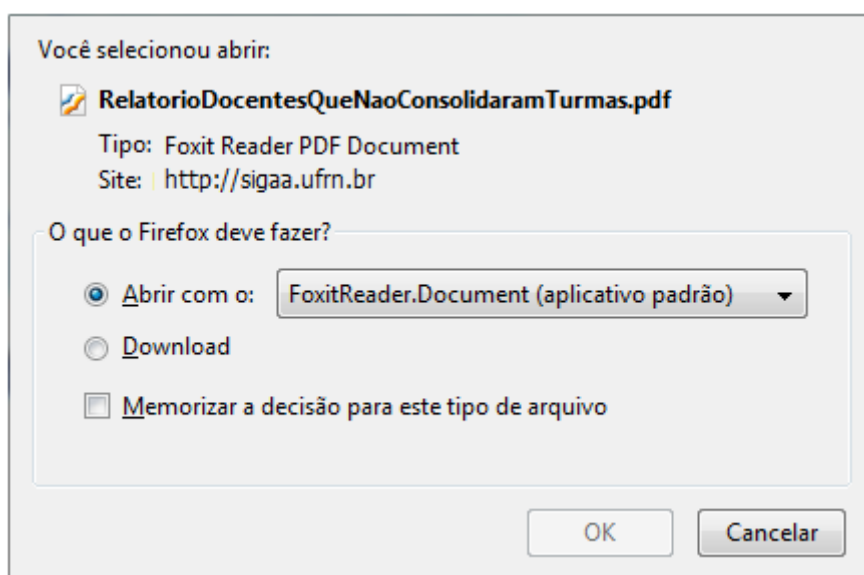 Você selecionou abrir:
RelatorioDocentesQueNaoConsolidaramTurmas.pdf
Tipo: Foxit Reader PDF Document
Site: http://sigaa.ufrn.br
O que o Firefox deve fazer?
Abrir com o: FoxitReader.Document (aplicativo padrão)
Download
Memorizar a decisão para este tipo de arquivo
OK Cancelar